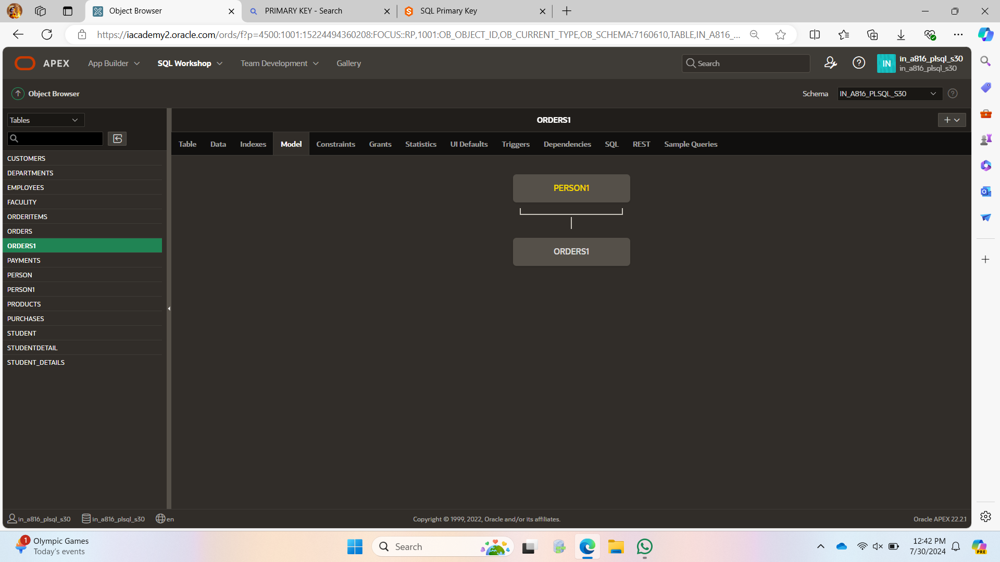 Object Browser
PRIMARY KEY - Search
SQL Primary Key
https://iacademy2.oracle.com/ords/f?p=4500:1001:15224494360208:FOCUS::RP,1001:OB_OBJECT_ID,OB_CURRENT_TYPE,OB_SCHEMA:7160610,TABLE,IN_A816_...
APEX
App Builder
SQL Workshop
Team Development
Gallery
Search
IN
in_a816_plsql_s30
in_a816_plsql_s30
Object Browser
Schema
IN_A816_PLSQL_S30
Tables
ORDERS1
Table
Data
Indexes
Model
Constraints
Grants
Statistics
UI Defaults
Triggers
Dependencies
SQL
REST
Sample Queries
CUSTOMERS
DEPARTMENTS
EMPLOYEES
FACULITY
ORDERITEMS
ORDERS
ORDERS1
PAYMENTS
PERSON
PERSON1
PRODUCTS
PURCHASES
STUDENT
STUDENTDETAIL
STUDENT_DETAILS
PERSON1
ORDERS1
in_a816_plsql_s30
in_a816_plsql_s30
en
Copyright © 1999, 2022, Oracle and/or its affiliates.
Oracle APEX 22.2.1
1
Olympic Games
Today's events
Search
12:42 PM
7/30/2024
PRE